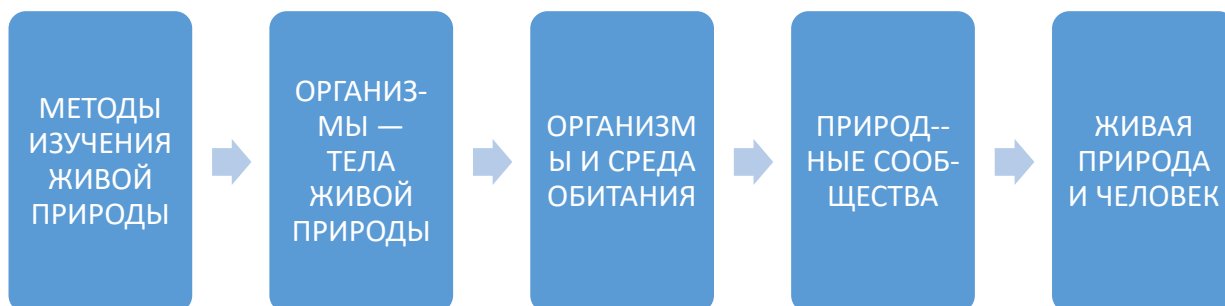 МЕТОДЫ
ИЗУЧЕНИЯ
ЖИВОЙ
ПРИРОДЫ
ОРГАНИЗ-
МЫ —
ТЕЛА
ЖИВОЙ
ПРИРОДЫ
ОРГАНИЗМ
Ы И СРЕДА
ОБИТАНИЯ
ПРИРОД--
НЫЕ СООБ-
ЩЕСТВА
ЖИВАЯ
ПРИРОДА
И ЧЕЛОВЕК